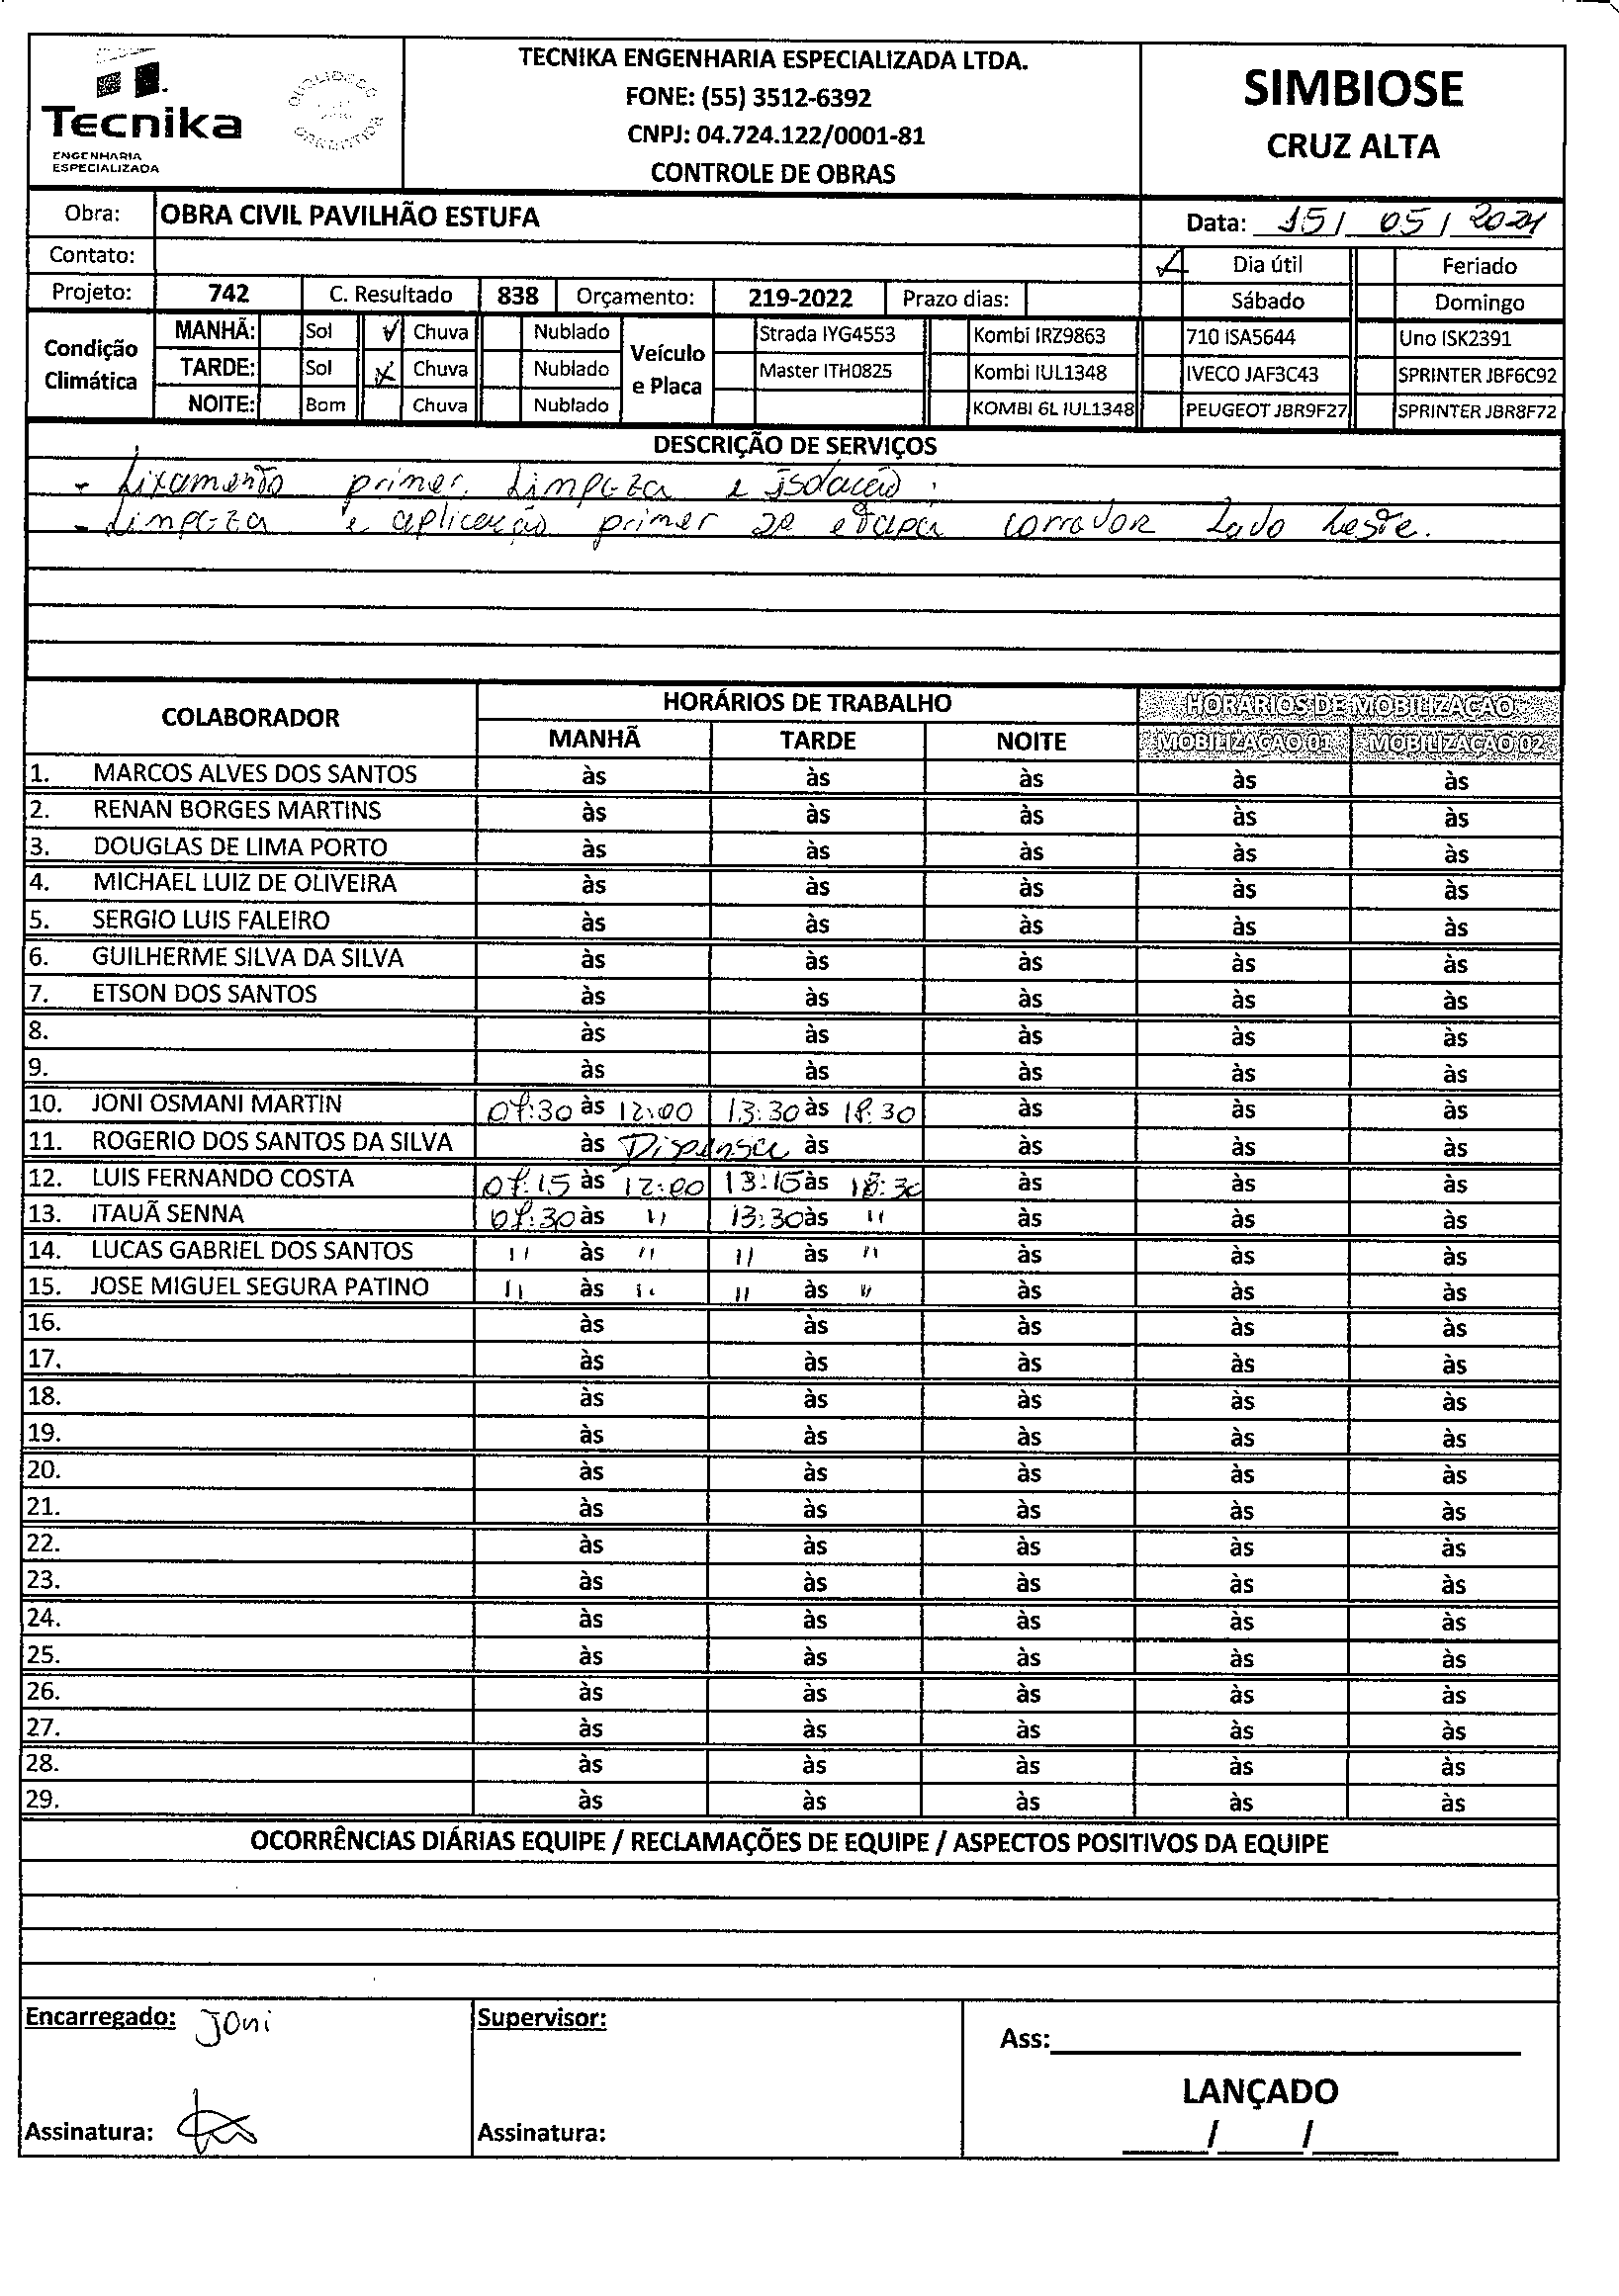 Tecnika
ENGENHARIA
ESPECIALIZADA
TECNIKA ENGENHARIA ESPECIALIZADA LTDA.
FONE: (55) 3512-6392
CNPJ: 04.724.122/0001-81
CONTROLE DE OBRAS
SIMBIOSE
CRUZ ALTA
Obra: OBRA CIVIL PAVILHÃO ESTUFA
Data: 15/ 05/ 2024
Contato:
Dia útil Feriado
Projeto: 742 C. Resultado 838 Orçamento: 219-2022 Prazo dias:
Sábado Domingo
Condição Climática
MANHÃ: Sol Chuva Nublado
TARDE: Sol Chuva Nublado
NOITE: Bom Chuva Nublado
Veículo e Placa
Strada IYG4553 Kombi IRZ9863 710 ISA5644 Uno ISK2391
Master ITH0825 Kombi IUL1348 IVECO JAF3C43 SPRINTER JBF6C92
KOMBI 6L IUL1348 PEUGEOT JBR9F27 SPRINTER JBR8F72
DESCRIÇÃO DE SERVIÇOS
- Lixamento primer, Limpeza e isolação.
- Limpeza e aplicação primer 2ª etapa corredor Lado Leste.
COLABORADOR HORÁRIOS DE TRABALHO HORÁRIOS DE MOBILIZAÇÃO
MANHÃ TARDE NOITE MOBILIZAÇAO 01 MOBILIZAÇAO 02
1. MARCOS ALVES DOS SANTOS às às às às às
2. RENAN BORGES MARTINS às às às às às
3. DOUGLAS DE LIMA PORTO às às às às às
4. MICHAEL LUIZ DE OLIVEIRA às às às às às
5. SERGIO LUIS FALEIRO às às às às às
6. GUILHERME SILVA DA SILVA às às às às às
7. ETSON DOS SANTOS às às às às às
8. às às às às às
9. às às às às às
10. JONI OSMANI MARTIN 07:30 às 12:00 13:30 às 18:30 às às às
11. ROGERIO DOS SANTOS DA SILVA às Dispensa às às às às
12. LUIS FERNANDO COSTA 07:15 às 12:00 13:15 às 18:30 às às às
13. ITAUÃ SENNA 07:30 às " 13:30 às " às às às
14. LUCAS GABRIEL DOS SANTOS " às " " às " às às às
15. JOSE MIGUEL SEGURA PATINO " às " " às " às às às
16. às às às às às
17. às às às às às
18. às às às às às
19. às às às às às
20. às às às às às
21. às às às às às
22. às às às às às
23. às às às às às
24. às às às às às
25. às às às às às
26. às às às às às
27. às às às às às
28. às às às às às
29. às às às às às
OCORRÊNCIAS DIÁRIAS EQUIPE / RECLAMAÇÕES DE EQUIPE / ASPECTOS POSITIVOS DA EQUIPE
Encarregado: Joni
Supervisor:
Ass:
LANÇADO
Assinatura:
Assinatura:
/ /